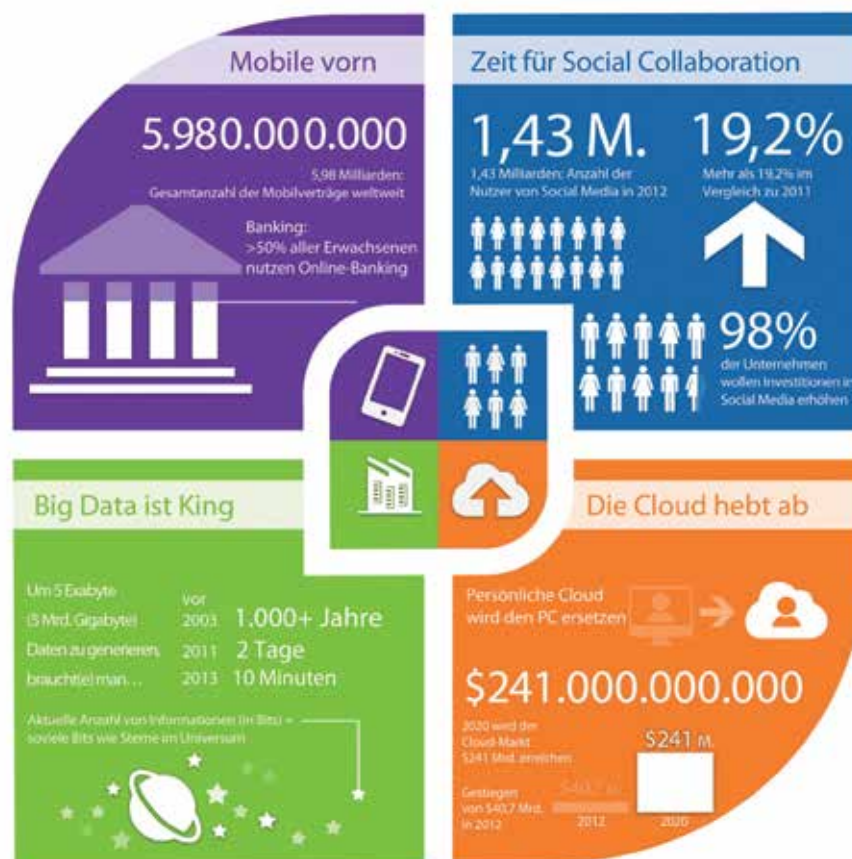 Mobile vorn
5.980.000.000
5,98 Milliarden:
Gesamtanzahl der Mobilverträge weltweit
Banking:
>50% aller Erwachsenen
nutzen Online-Banking
Zeit für Social Collaboration
1,43 M.
1,43 Milliarden: Anzahl der
Nutzer von Social Media in 2012
19,2%
Mehr als 19,2% im
Vergleich zu 2011
98%
der Unternehmen
wollen Investitionen in
Social Media erhöhen
Big Data ist King
Um 5 Exabyte
(5 Mrd. Gigabyte)
Daten zu generieren,
brauch(te) man…
vor
2003 1.000+ Jahre
2011 2 Tage
2013 10 Minuten
Aktuelle Anzahl von Informationen (in Bits) =
soviele Bits wie Sterne im Universum
Die Cloud hebt ab
Persönliche Cloud
wird den PC ersetzen
$241.000.000.000
2020 wird der
Cloud-Markt
$241 Mrd. erreichen
Gestiegen
von $40,7 Mrd.
in 2012
$40,7 M.
2012
$241 M.
2020